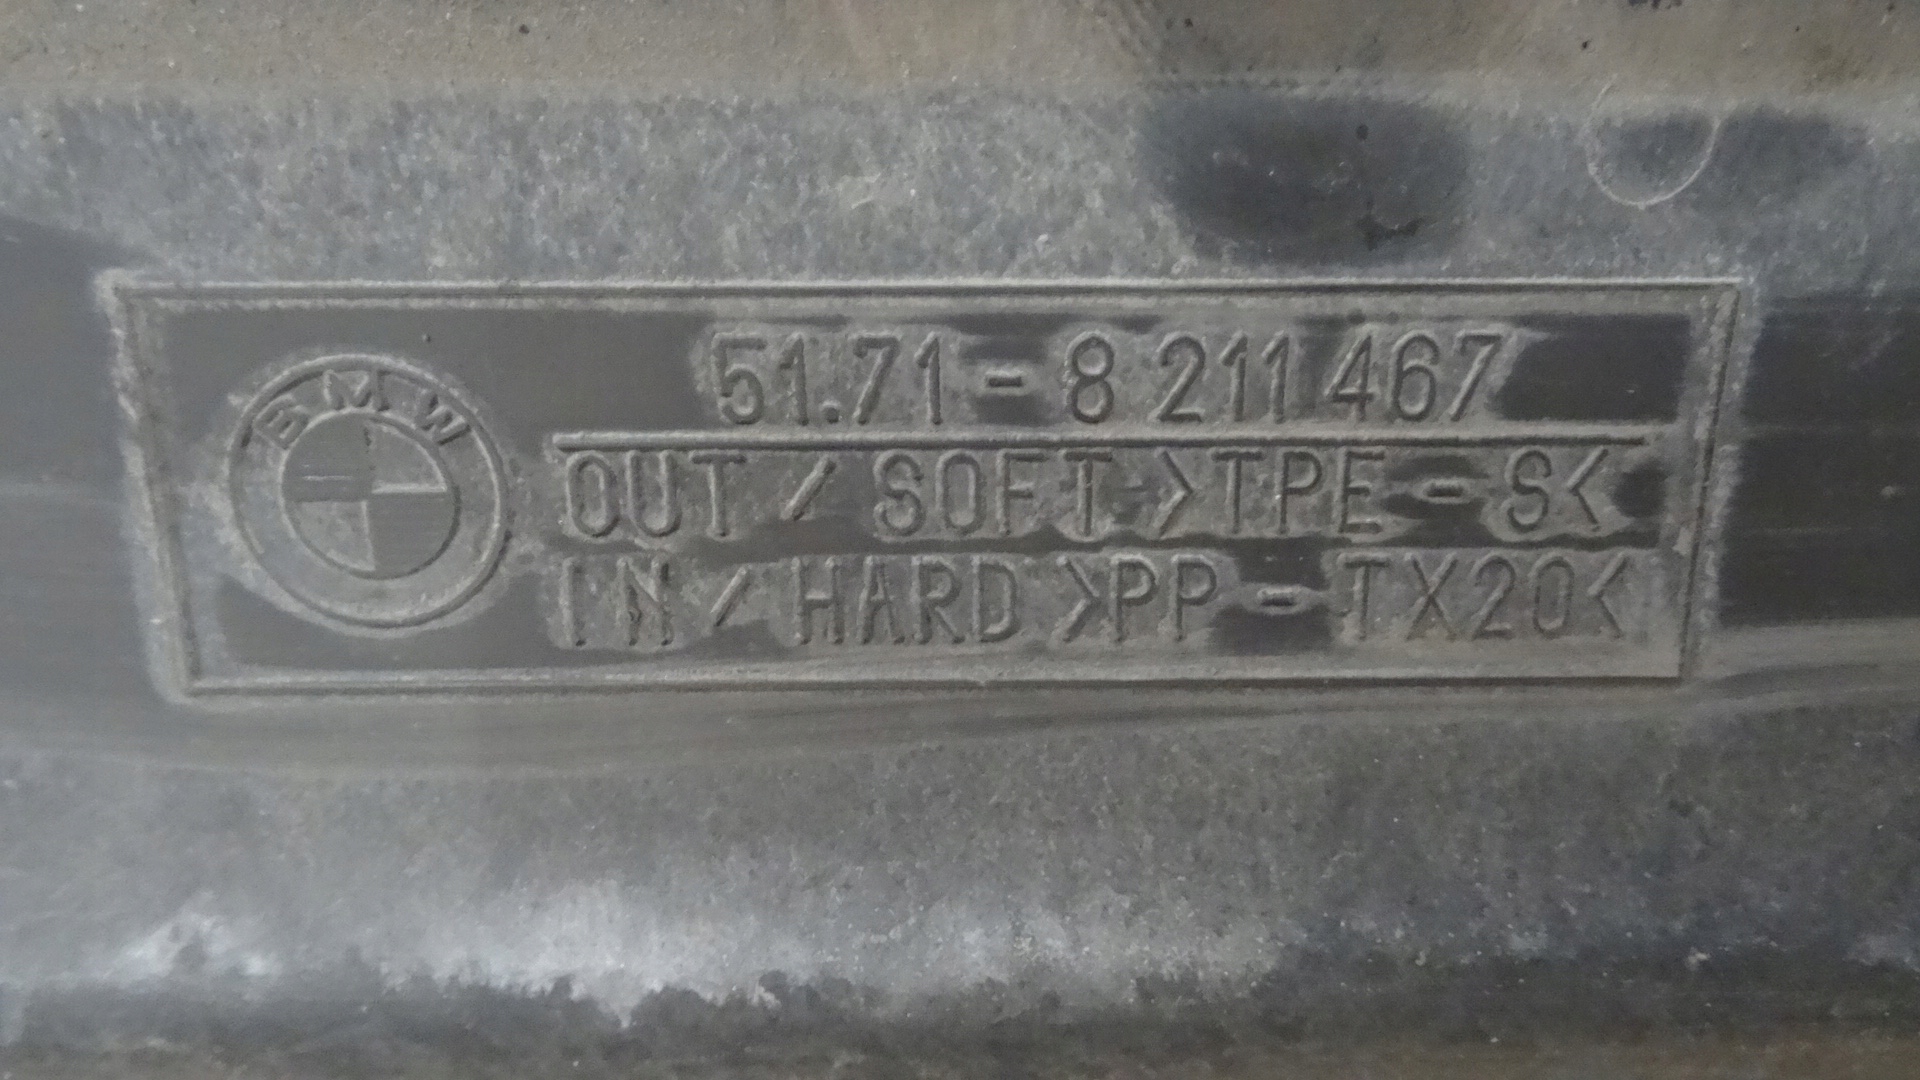 BMW
51.71-8 211 467
OUT / SOFT >TPE-S<
IN / HARD >PP-TX20<